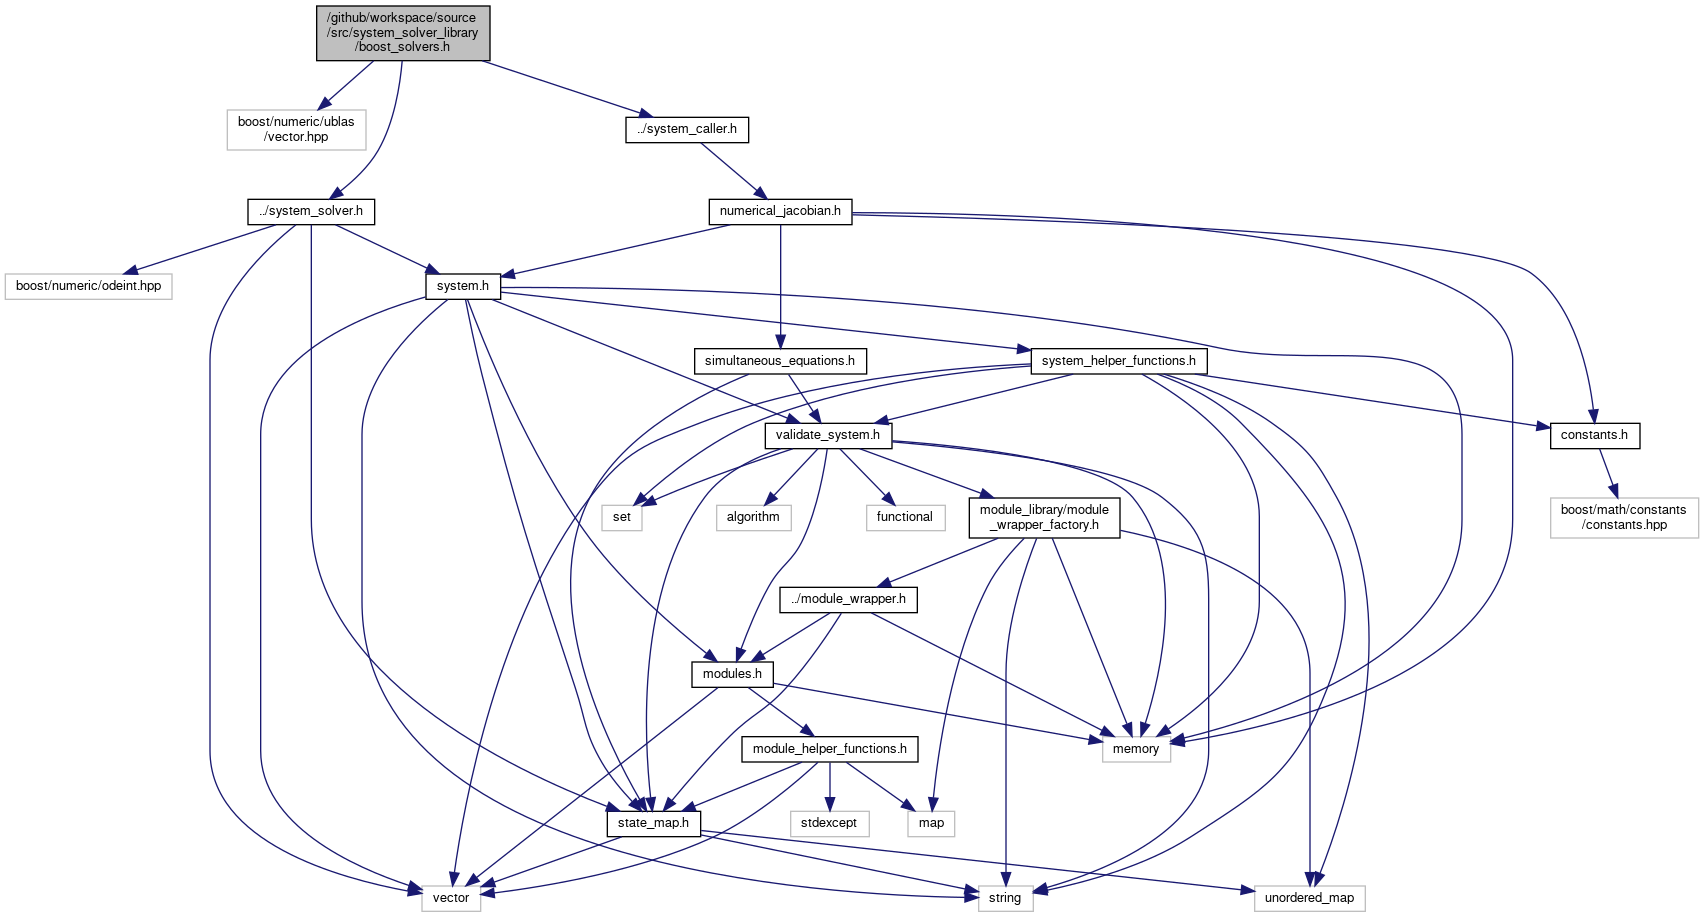 /github/workspace/source
/src/system_solver_library
/boost_solvers.h
boost/numeric/ublas
/vector.hpp
../system_caller.h
../system_solver.h
numerical_jacobian.h
boost/numeric/odeint.hpp
system.h
simultaneous_equations.h
system_helper_functions.h
validate_system.h
constants.h
set
algorithm
functional
module_library/module
_wrapper_factory.h
boost/math/constants
/constants.hpp
../module_wrapper.h
modules.h
module_helper_functions.h
memory
state_map.h
stdexcept
map
vector
string
unordered_map